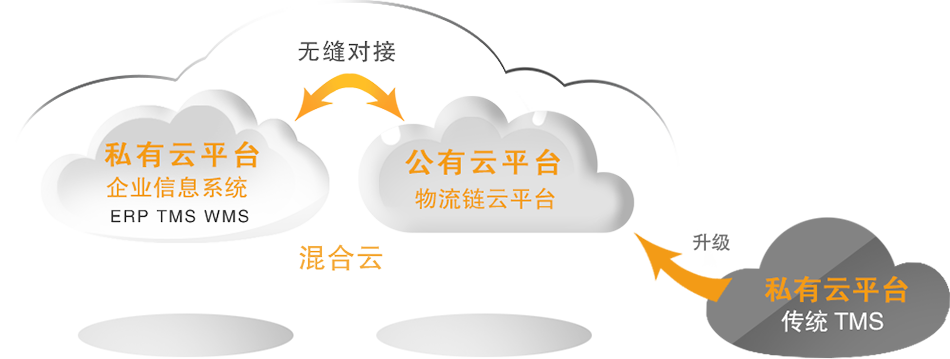 无缝对接
私有云平台
企业信息系统
ERP TMS WMS
公有云平台
物流链云平台
混合云
升级
私有云平台
传统 TMS